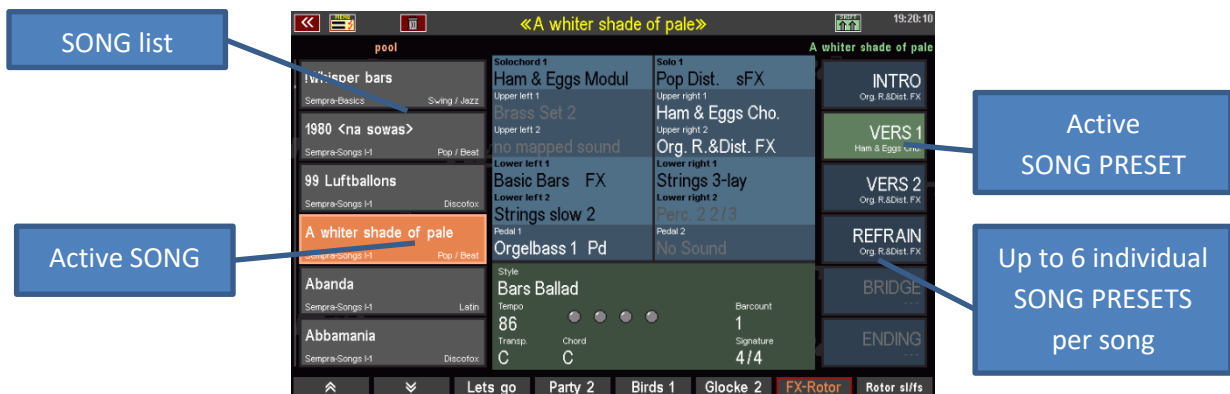 SONG list
Active SONG
MENU
«A whiter shade of pale»
SHIFT
19:20:10
pool
A whiter shade of pale
!Whisper bars
Sempra-Basics Swing / Jazz
1980 <na sowas>
Sempra-Songs I-1 Pop / Beat
99 Luftballons
Sempra-Songs I-1 Discofox
A whiter shade of pale
Sempra-Songs I-1 Pop / Beat
Abanda
Sempra-Songs I-1 Latin
Abbamania
Sempra-Songs I-1 Discofox
Solochord 1
Ham & Eggs Modul
Solo 1
Pop Dist. sFX
Upper left 1
Brass Set 2
Upper right 1
Ham & Eggs Cho.
Upper left 2
no mapped sound
Upper right 2
Org. R.&Dist. FX
Lower left 1
Basic Bars FX
Lower right 1
Strings 3-lay
Lower left 2
Strings slow 2
Lower right 2
Perc. 2 2/3
Pedal 1
Orgelbass 1 Pd
Pedal 2
No Sound
Style
Bars Ballad
Tempo
86
Barcount
1
Transp.
C
Chord
C
Signature
4/4
INTRO
Org. R.&Dist. FX
VERS 1
Ham & Eggs Cho.
VERS 2
Org. R.&Dist. FX
REFRAIN
Org. R.&Dist. FX
BRIDGE
---
ENDING
---
Lets go Party 2 Birds 1 Glocke 2 FX-Rotor Rotor sl/fs
Active
SONG PRESET
Up to 6 individual
SONG PRESETS
per song